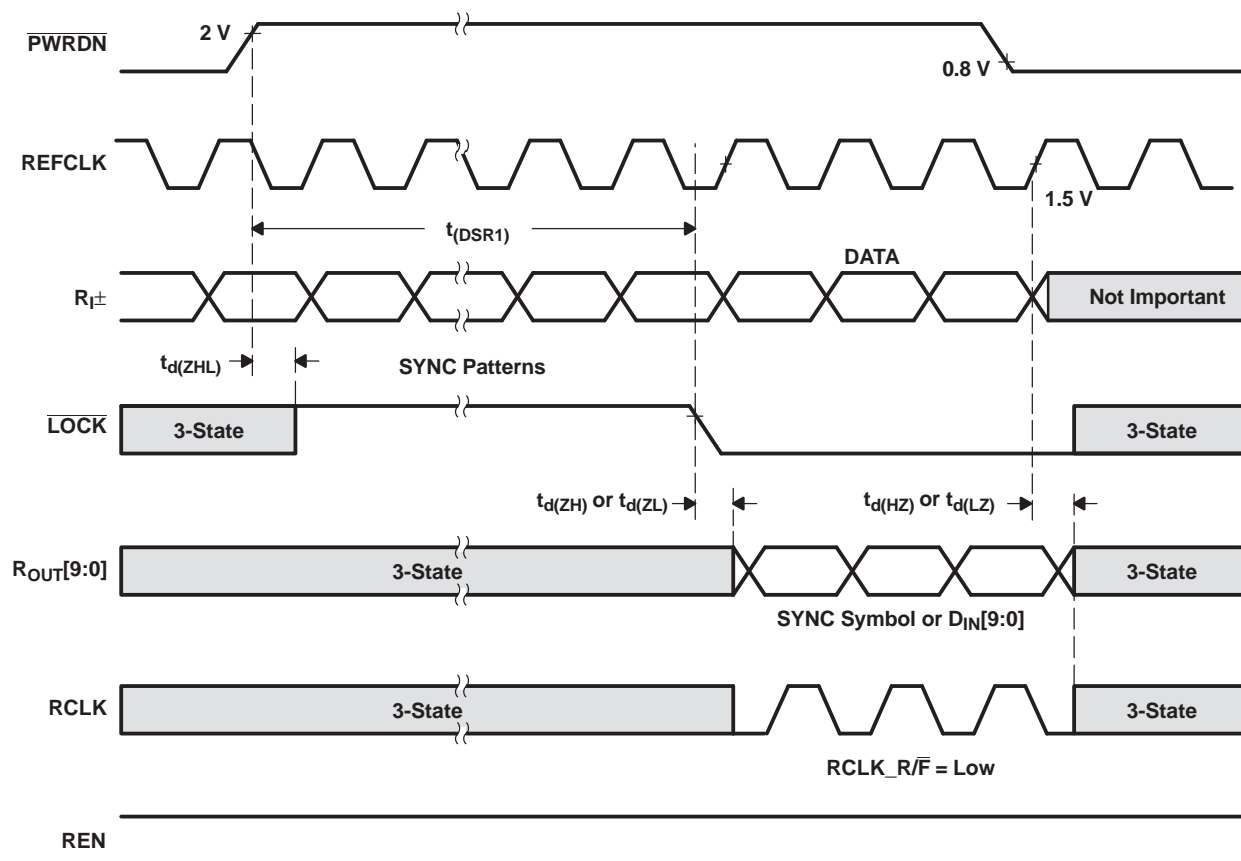 PWRDN
2 V
0.8 V
REFCLK
1.5 V
t(DSR1)
DATA
RI±
Not Important
td(ZHL)
SYNC Patterns
LOCK
3-State
3-State
td(ZH) or td(ZL)
td(HZ) or td(LZ)
ROUT[9:0]
3-State
3-State
SYNC Symbol or DIN[9:0]
RCLK
3-State
3-State
RCLK_R/F = Low
REN